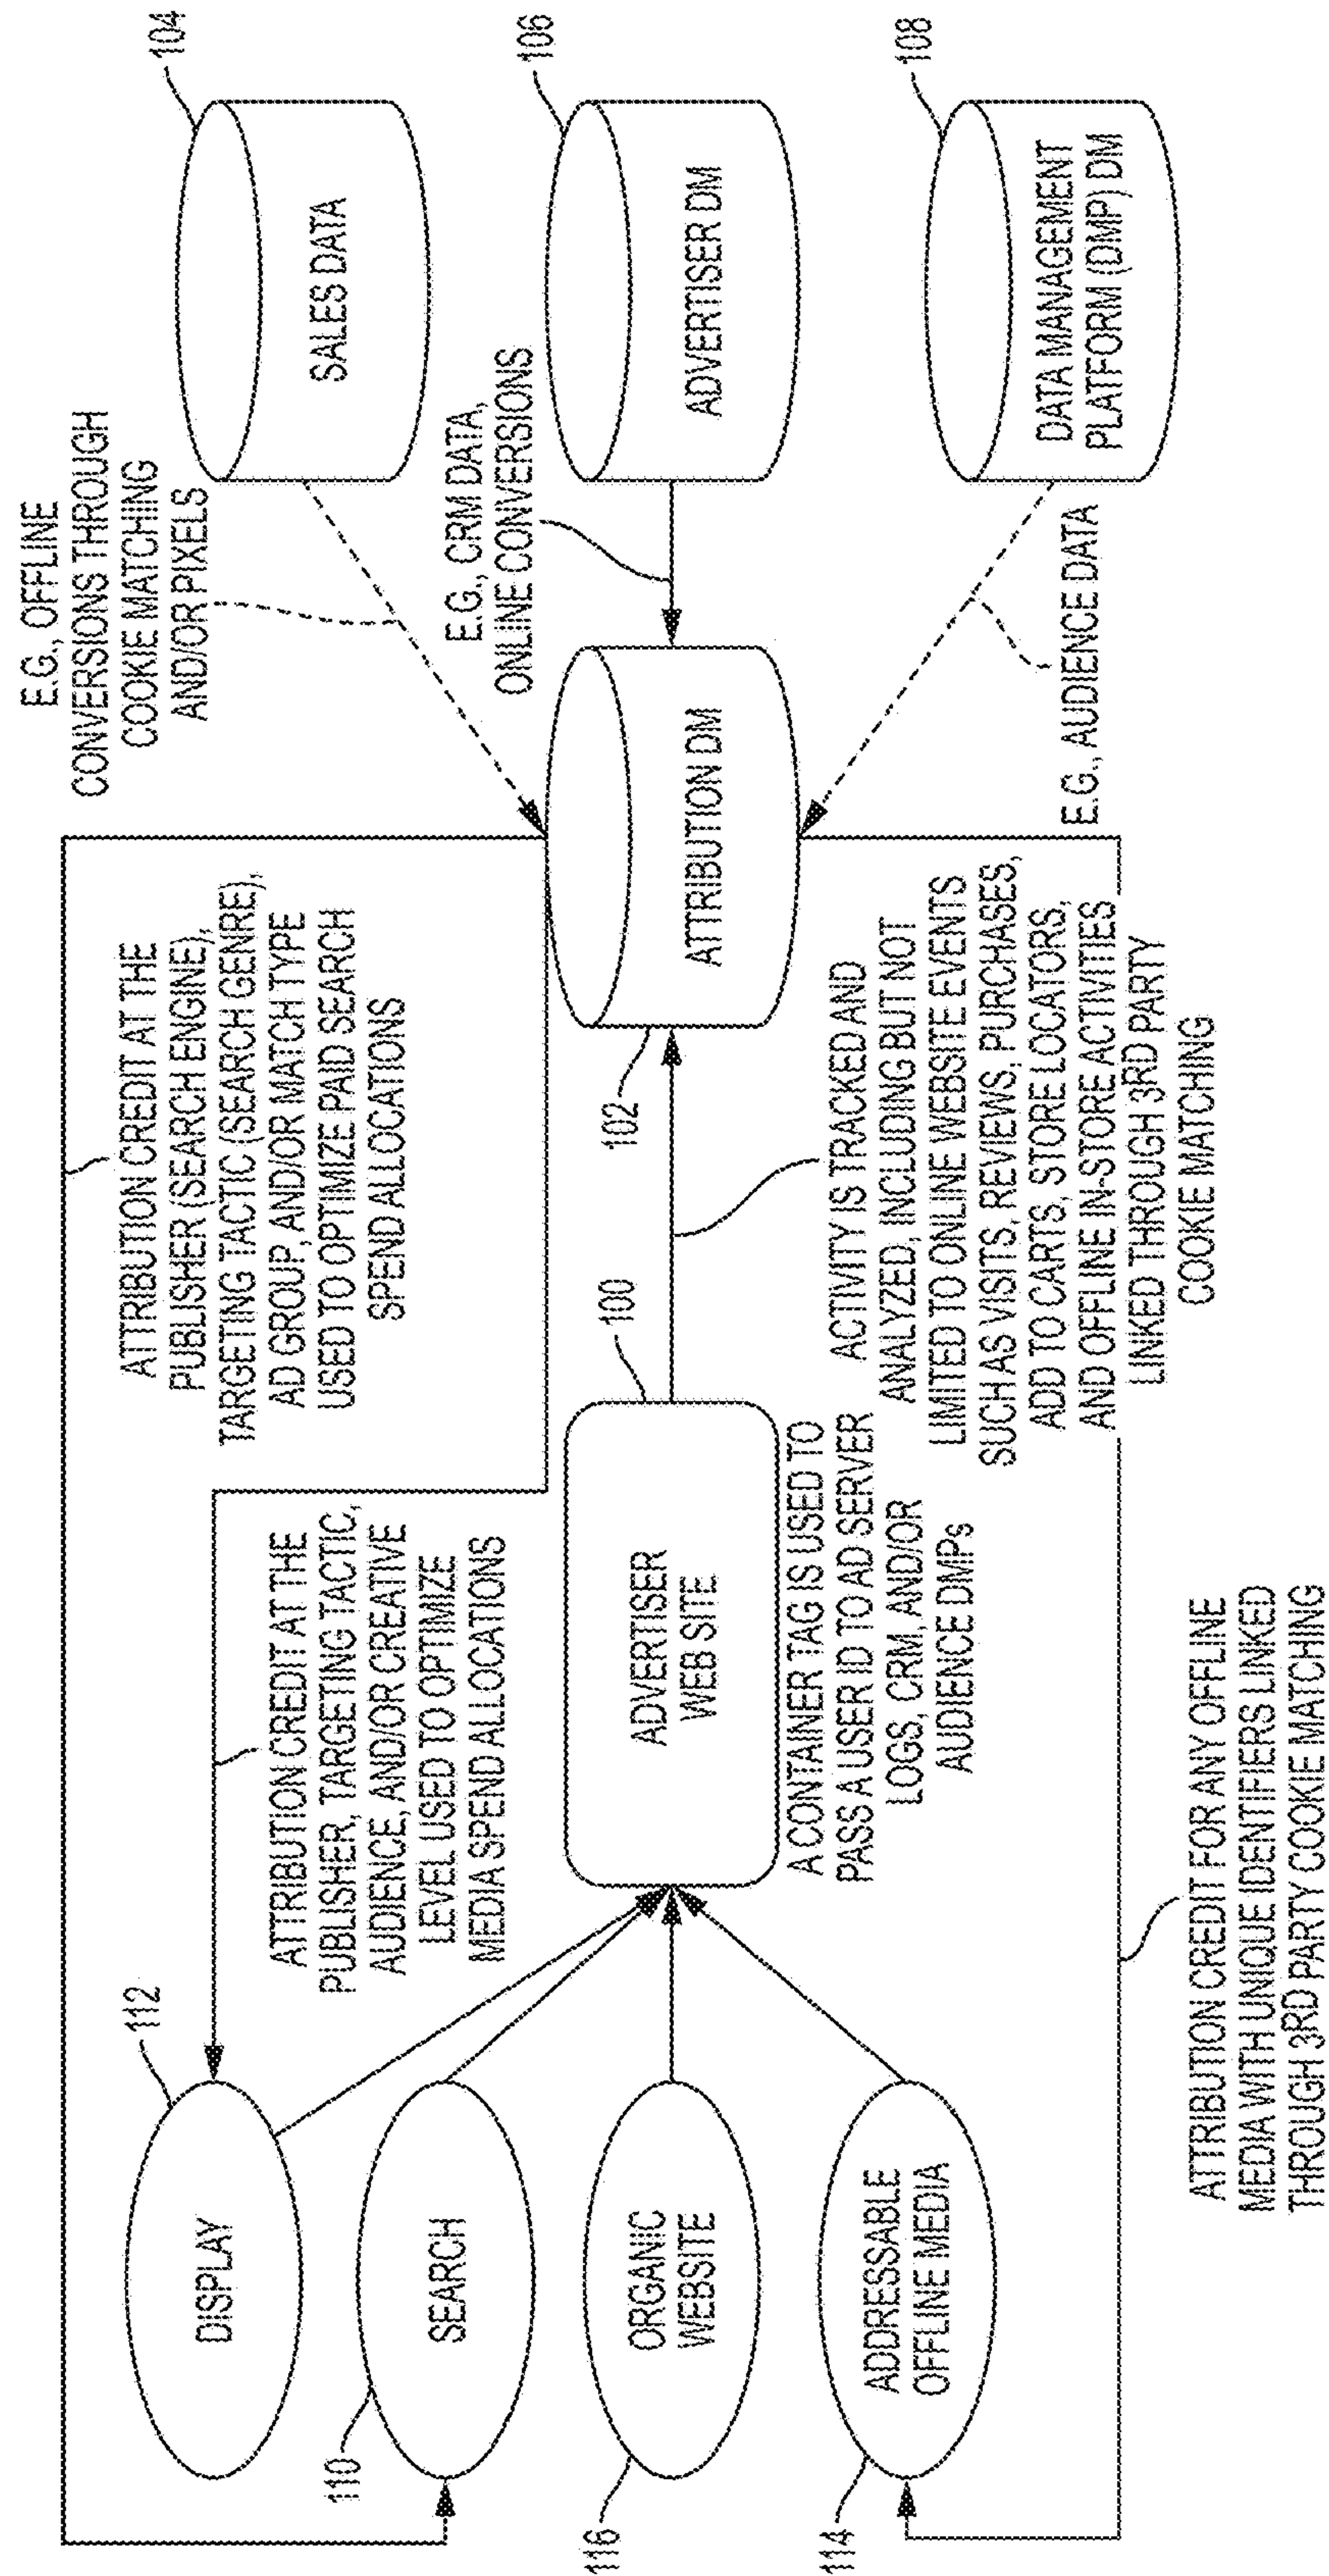 ATTRIBUTION CREDIT AT THE
PUBLISHER (SEARCH ENGINE),
TARGETING TACTIC (SEARCH GENRE),
AD GROUP, AND/OR MATCH TYPE
USED TO OPTIMIZE PAID SEARCH
SPEND ALLOCATIONS
E.G., OFFLINE
CONVERSIONS THROUGH
COOKIE MATCHING
AND/OR PIXELS
104
SALES DATA
112
DISPLAY
ATTRIBUTION CREDIT AT THE
PUBLISHER, TARGETING TACTIC,
AUDIENCE, AND/OR CREATIVE
LEVEL USED TO OPTIMIZE
MEDIA SPEND ALLOCATIONS
110
SEARCH
E.G., CRM DATA,
ONLINE CONVERSIONS
106
ADVERTISER DM
116
ORGANIC
WEBSITE
ADVERTISER
WEB SITE
100
102
ATTRIBUTION DM
A CONTAINER TAG IS USED TO
PASS A USER ID TO AD SERVER
LOGS, CRM, AND/OR
AUDIENCE DMPs
ACTIVITY IS TRACKED AND
ANALYZED, INCLUDING BUT NOT
LIMITED TO ONLINE WEBSITE EVENTS
SUCH AS VISITS, REVIEWS, PURCHASES,
ADD TO CARTS, STORE LOCATORS,
AND OFFLINE IN-STORE ACTIVITIES
LINKED THROUGH 3RD PARTY
COOKIE MATCHING
114
ADDRESSABLE
OFFLINE MEDIA
108
DATA MANAGEMENT
PLATFORM (DMP) DM
E.G., AUDIENCE DATA
ATTRIBUTION CREDIT FOR ANY OFFLINE
MEDIA WITH UNIQUE IDENTIFIERS LINKED
THROUGH 3RD PARTY COOKIE MATCHING